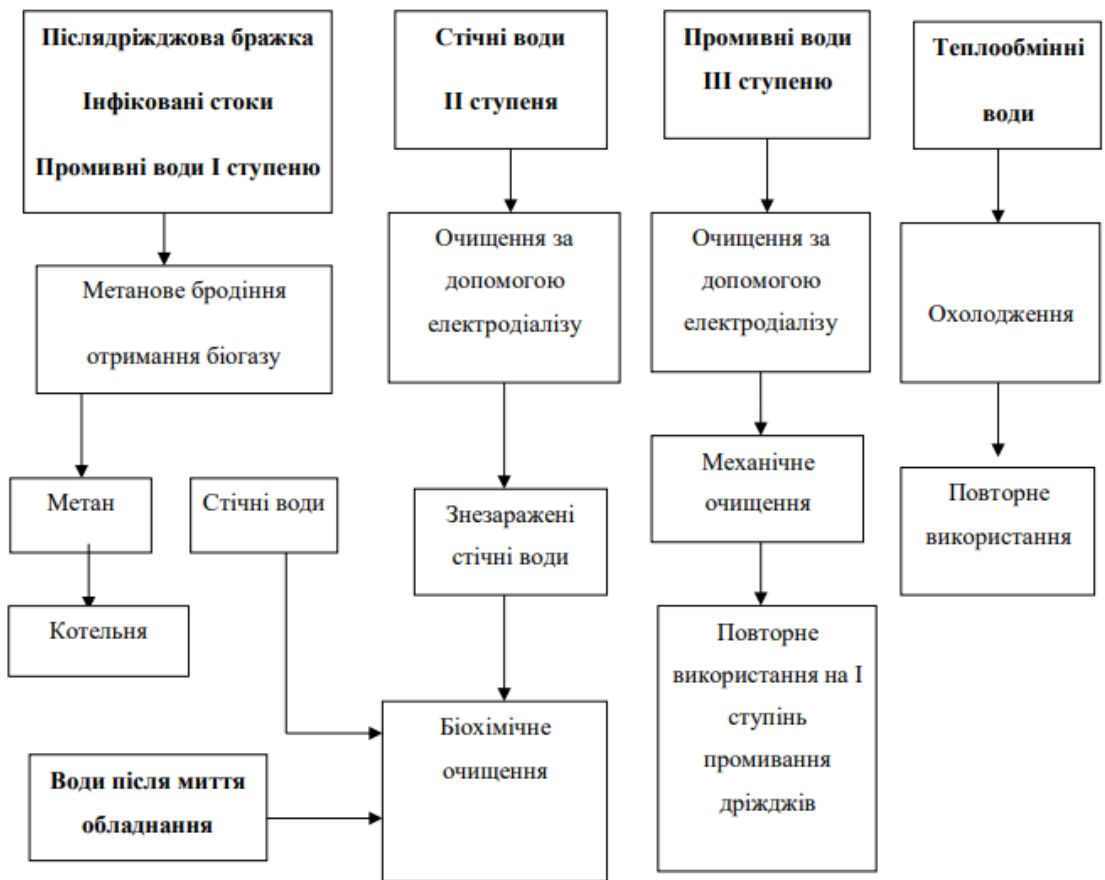 Післядріжджова бражка
Інфіковані стоки
Промивні води I ступеню
Стічні води
II ступеня
Промивні води
III ступеню
Теплообмінні
води
Метанове бродіння
отримання біогазу
Очищення за
допомогою
електродіалізу
Очищення за
допомогою
електродіалізу
Охолодження
Метан
Стічні води
Знезаражені
стічні води
Механічне
очищення
Повторне
використання
Котельня
Біохімічне
очищення
Повторне
використання на I
ступінь
промивання
дріжджів
Води після миття
обладнання